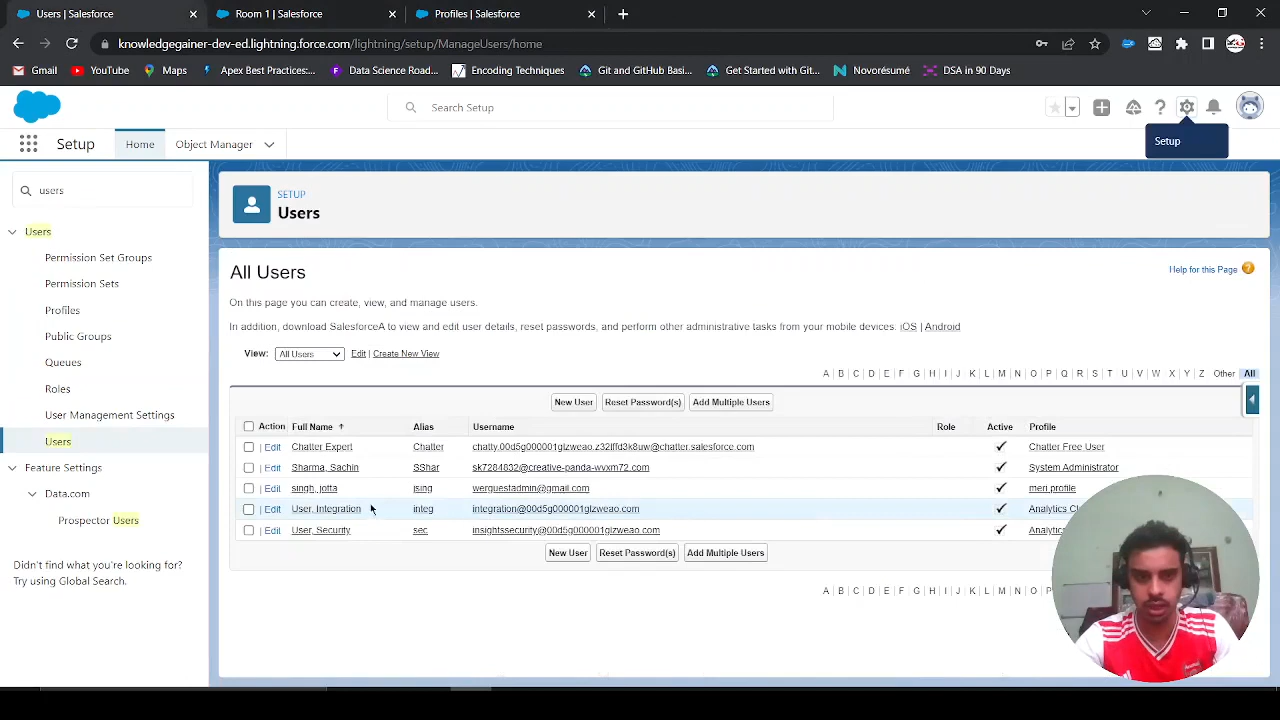 Users | Salesforce
Room 1 | Salesforce
Profiles | Salesforce
knowledgegainer-dev-ed.lightning.force.com/lightning/setup/ManageUsers/home
Gmail
YouTube
Maps
Apex Best Practices:...
Data Science Road...
Encoding Techniques
Git and GitHub Basi...
Get Started with Git...
Novorésumé
DSA in 90 Days
Search Setup
Setup
Home
Object Manager
Setup
users
Users
Permission Set Groups
Permission Sets
Profiles
Public Groups
Queues
Roles
User Management Settings
Users
Feature Settings
Data.com
Prospector Users
Didn't find what you're looking for?
Try using Global Search.
SETUP
Users
All Users
Help for this Page
On this page you can create, view, and manage users.
In addition, download SalesforceA to view and edit user details, reset passwords, and perform other administrative tasks from your mobile devices. iOS | Android
View: All Users Edit | Create New View
A B C D E F G H I J K L M N O P Q R S T U V W X Y Z Other All
New User Reset Password(s) Add Multiple Users
Action Full Name Alias Username Role Active Profile
Edit Chatter Expert Chatter chatty.00d5g000001glzweao.z32iffd3k8uw@chatter.salesforce.com Chatter Free User
Edit Sharma, Sachin SShar sk7284832@creative-panda-wvxm72.com System Administrator
Edit singh, jotta jsing werguestadmin@gmail.com meri profile
Edit User, Integration integ integration@00d5g000001glzweao.com Analytics Cl
Edit User, Security sec insightssecurity@00d5g000001glzweao.com Analytic
New User Reset Password(s) Add Multiple Users
A B C D E F G H I J K L M N O P